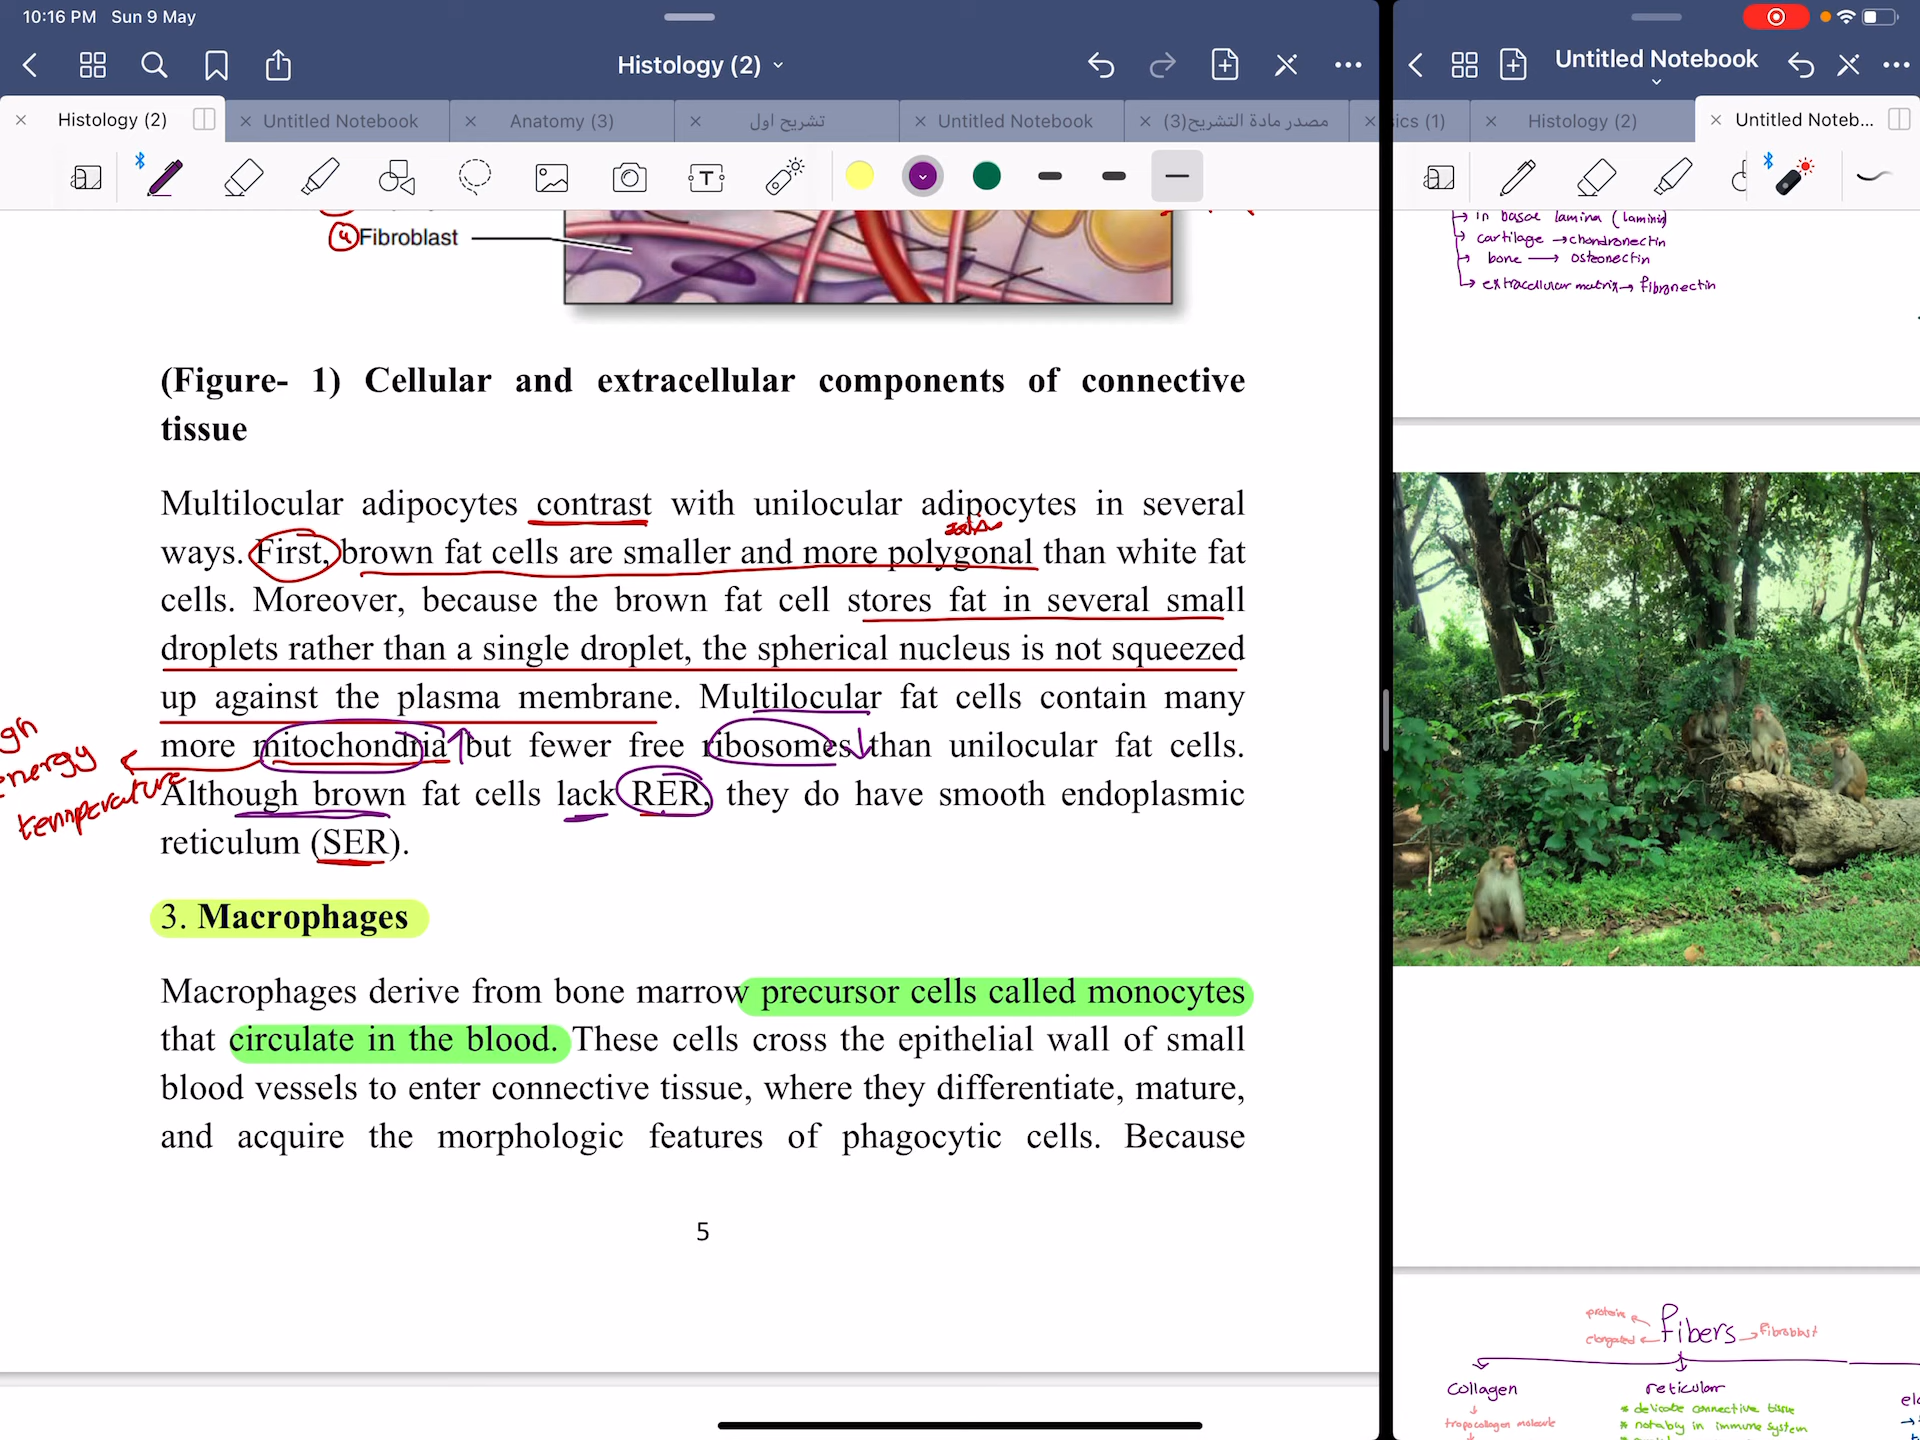 10:16 PM Sun 9 May
Histology (2)
Untitled Notebook
Histology (2)
Untitled Notebook
Anatomy (3)
تشريح اول
Untitled Notebook
مصدر مادة التشريح(3)
ics (1)
Histology (2)
Untitled Noteb...
4 Fibroblast
(Figure- 1) Cellular and extracellular components of connective
tissue
Multilocular adipocytes contrast with unilocular adipocytes in several
ways. First, brown fat cells are smaller and more polygonal than white fat
cells. Moreover, because the brown fat cell stores fat in several small
droplets rather than a single droplet, the spherical nucleus is not squeezed
up against the plasma membrane. Multilocular fat cells contain many
more mitochondria but fewer free ribosomes than unilocular fat cells.
Although brown fat cells lack RER, they do have smooth endoplasmic
reticulum (SER).
gh
energy
temperature
3. Macrophages
Macrophages derive from bone marrow precursor cells called monocytes
that circulate in the blood. These cells cross the epithelial wall of small
blood vessels to enter connective tissue, where they differentiate, mature,
and acquire the morphologic features of phagocytic cells. Because
5
in basal lamina (laminin)
cartilage → chondronectin
bone → osteonectin
extracellular matrix → fibronectin
proteins
elongated
Fibers
Fibroblast
Collagen
tropocollagen molecule
reticular
* delicate connective tissue
* notably in immune system